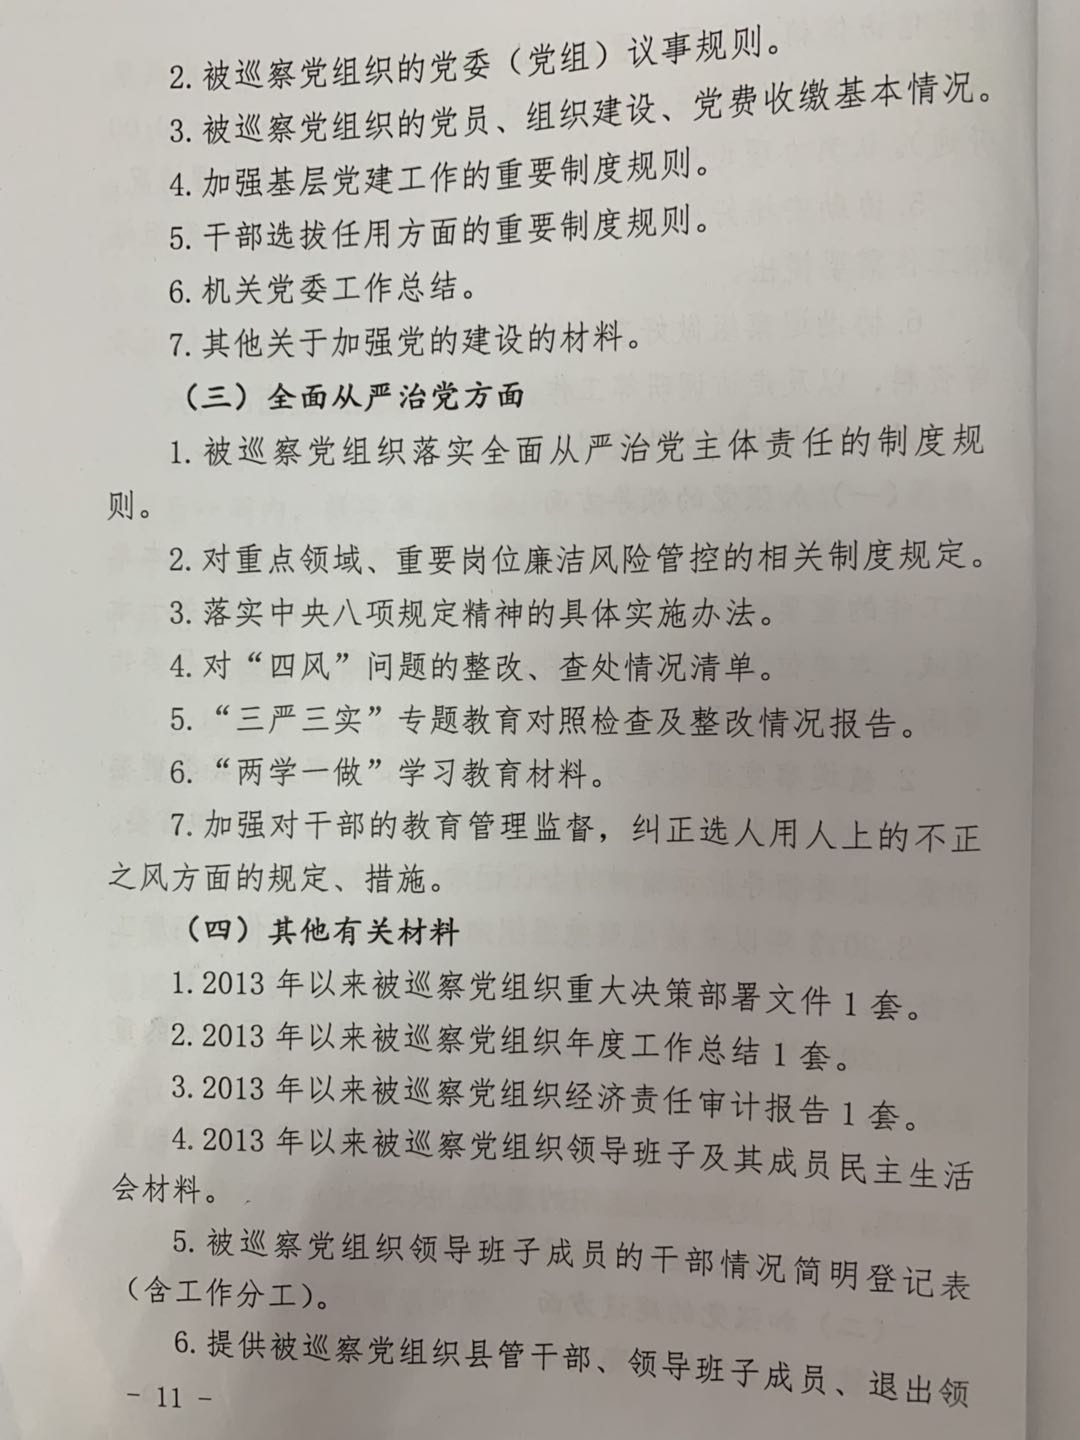 2.被巡察党组织的党委（党组）议事规则。
3.被巡察党组织的党员、组织建设、党费收缴基本情况。
4.加强基层党建工作的重要制度规则。
5.干部选拔任用方面的重要制度规则。
6.机关党委工作总结。
7.其他关于加强党的建设的材料。
（三）全面从严治党方面
1.被巡察党组织落实全面从严治党主体责任的制度规
则。
2.对重点领域、重要岗位廉洁风险管控的相关制度规定。
3.落实中央八项规定精神的具体实施办法。
4.对“四风”问题的整改、查处情况清单。
5.“三严三实”专题教育对照检查及整改情况报告。
6.“两学一做”学习教育材料。
7.加强对干部的教育管理监督，纠正选人用人上的不正
之风方面的规定、措施。
（四）其他有关材料
1.2013年以来被巡察党组织重大决策部署文件1套。
2.2013年以来被巡察党组织年度工作总结1套。
3.2013年以来被巡察党组织经济责任审计报告1套。
4.2013年以来被巡察党组织领导班子及其成员民主生活
会材料。
5.被巡察党组织领导班子成员的干部情况简明登记表
（含工作分工）。
6.提供被巡察党组织县管干部、领导班子成员、退出领
- 11 -